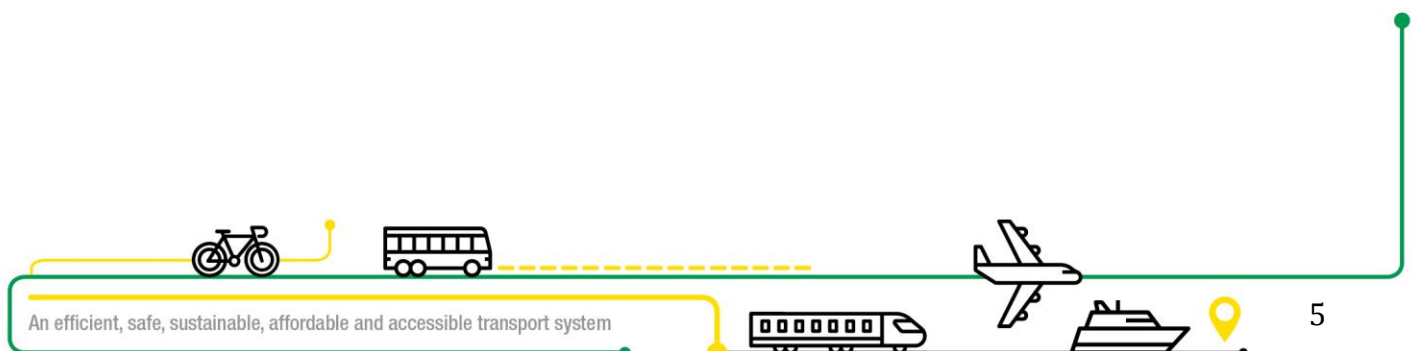 An efficient, safe, sustainable, affordable and accessible transport system
5